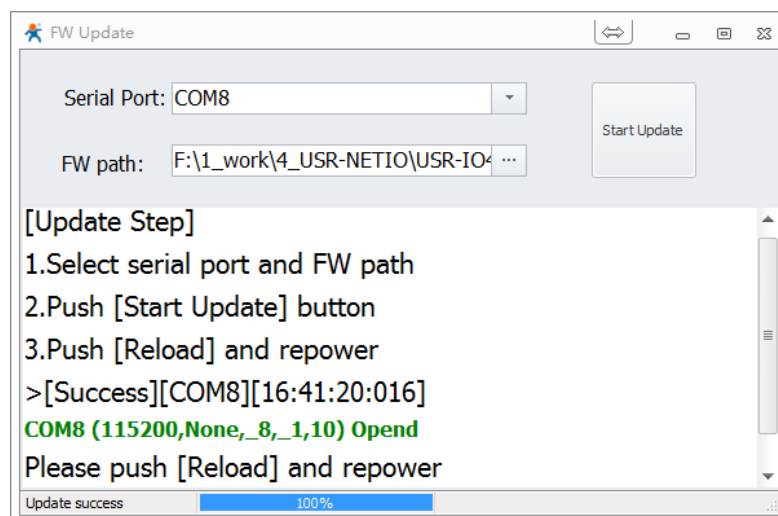 FW Update
Serial Port: COM8
Start Update
FW path: F:\1_work\4_USR-NETIO\USR-IO4 ...
[Update Step]
1.Select serial port and FW path
2.Push [Start Update] button
3.Push [Reload] and repower
>[Success][COM8][16:41:20:016]
COM8 (115200,None,_8,_1,10) Opend
Please push [Reload] and repower
Update success 100%